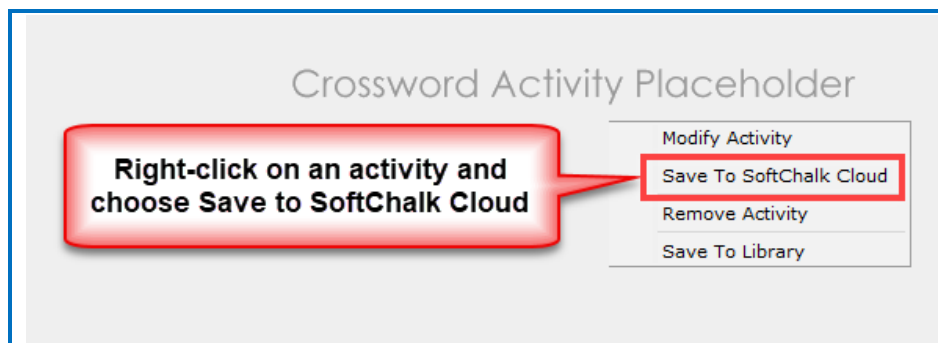 Crossword Activity Placeholder
Right-click on an activity and
choose Save to SoftChalk Cloud
Modify Activity
Save To SoftChalk Cloud
Remove Activity
Save To Library